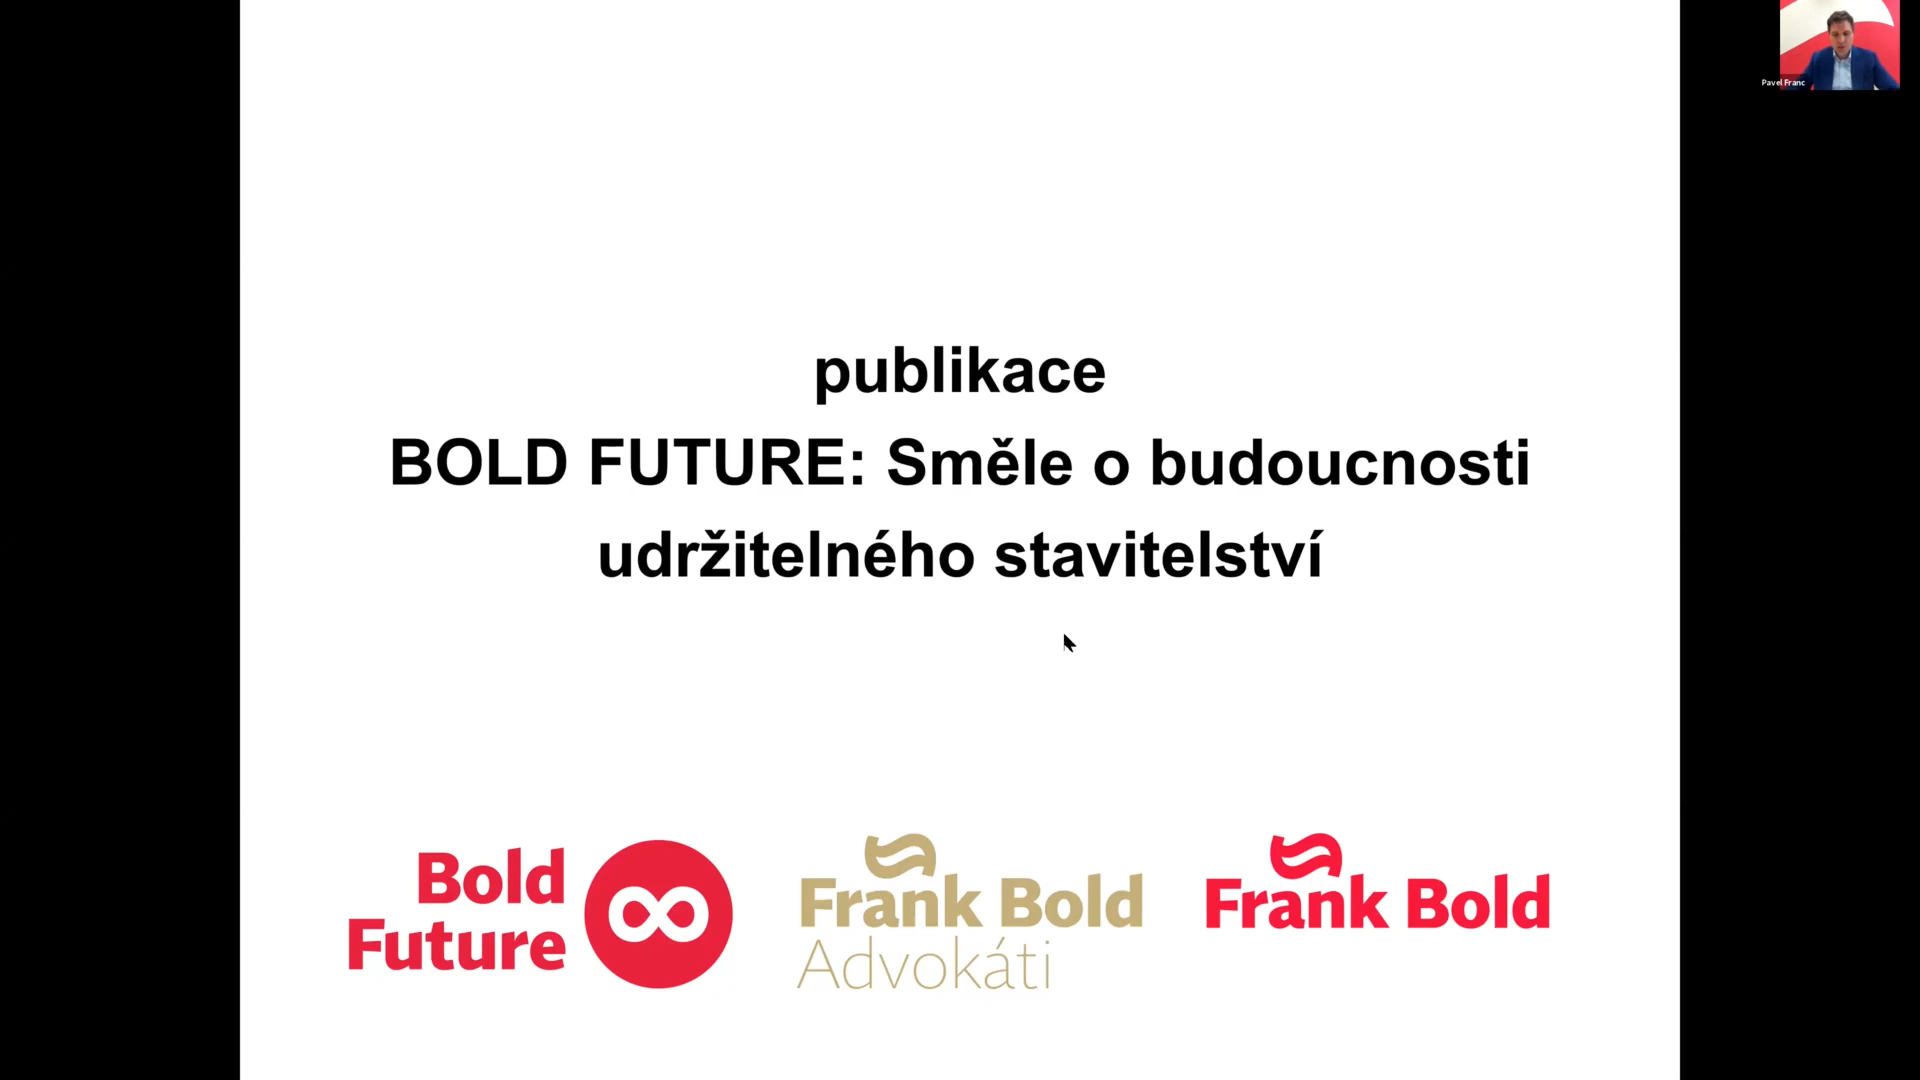 Pavel Franc
publikace
BOLD FUTURE: Směle o budoucnosti
udržitelného stavitelství
Bold
Future
Frank Bold
Advokáti
Frank Bold